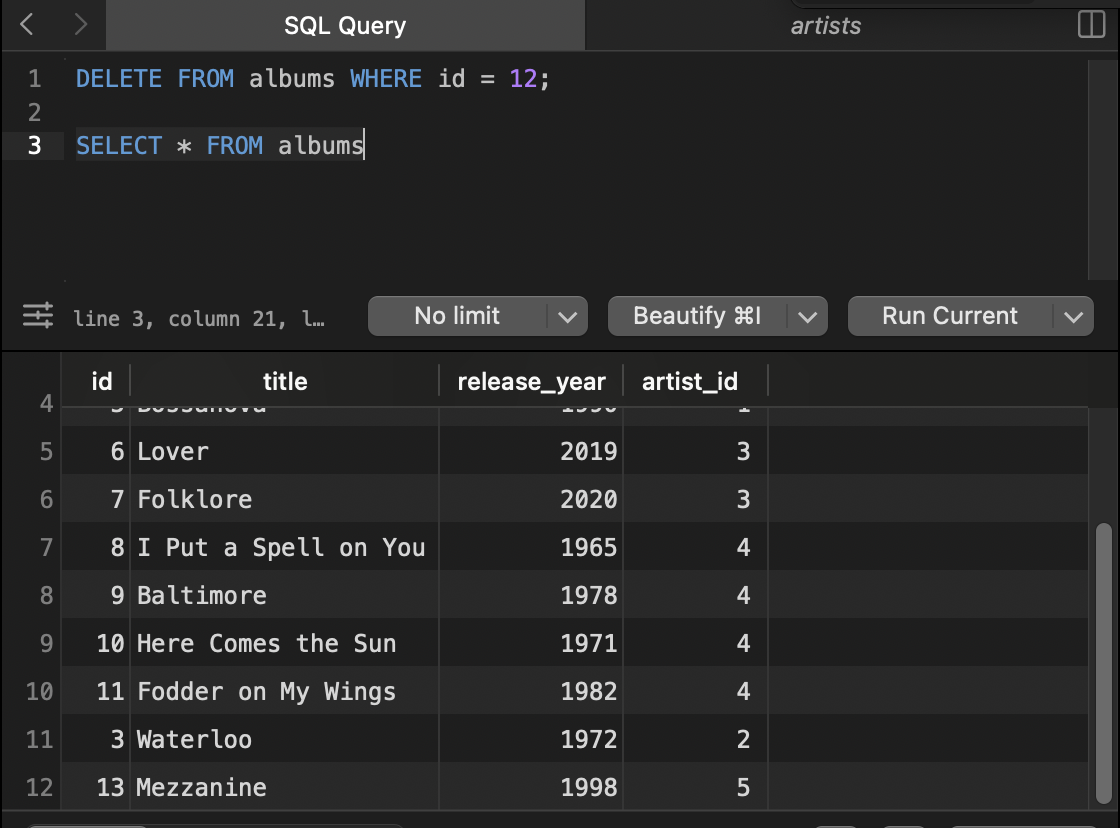 SQL Query artists
1 DELETE FROM albums WHERE id = 12;
2
3 SELECT * FROM albums
line 3, column 21, l… No limit Beautify ⌘I Run Current
id title release_year artist_id
4 5 Bossanova 1990 1
5 6 Lover 2019 3
6 7 Folklore 2020 3
7 8 I Put a Spell on You 1965 4
8 9 Baltimore 1978 4
9 10 Here Comes the Sun 1971 4
10 11 Fodder on My Wings 1982 4
11 3 Waterloo 1972 2
12 13 Mezzanine 1998 5